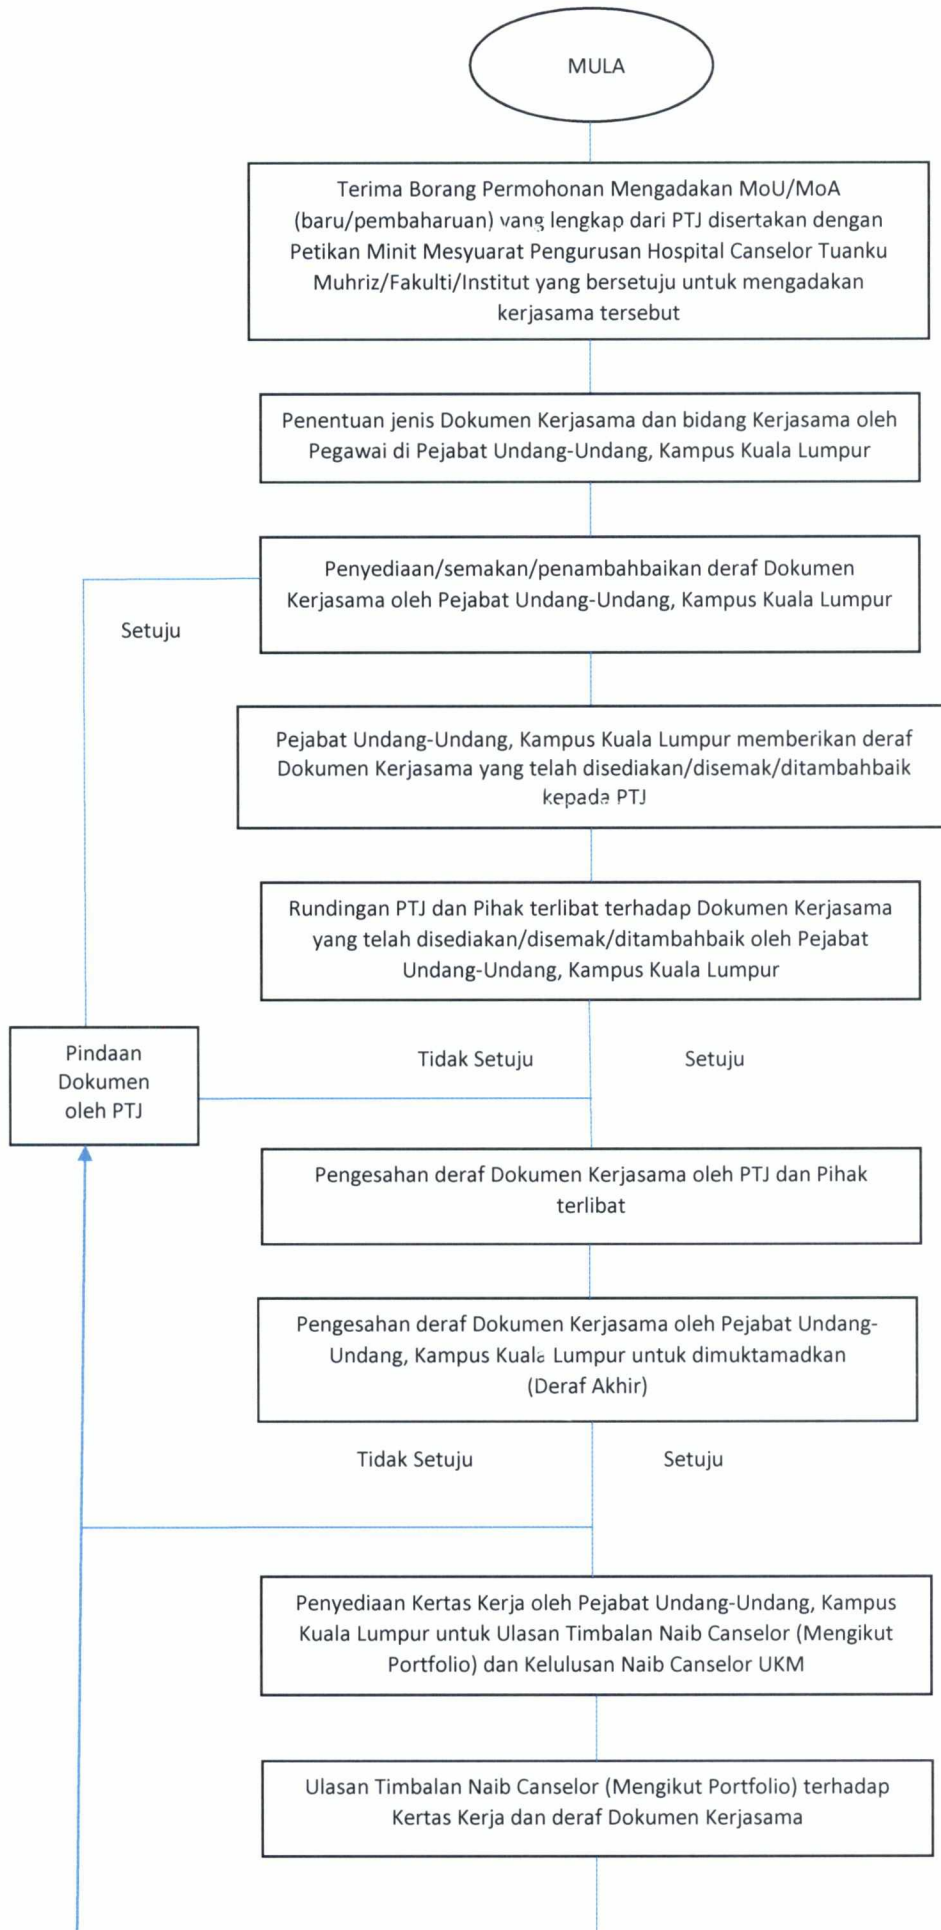 MULA
Terima Borang Permohonan Mengadakan MoU/MoA
(baru/pembaharuan) yang lengkap dari PTJ disertakan dengan
Petikan Minit Mesyuarat Pengurusan Hospital Canselor Tuanku
Muhriz/Fakulti/Institut yang bersetuju untuk mengadakan
kerjasama tersebut
Penentuan jenis Dokumen Kerjasama dan bidang Kerjasama oleh
Pegawai di Pejabat Undang-Undang, Kampus Kuala Lumpur
Penyediaan/semakan/penambahbaikan deraf Dokumen
Kerjasama oleh Pejabat Undang-Undang, Kampus Kuala Lumpur
Setuju
Pejabat Undang-Undang, Kampus Kuala Lumpur memberikan deraf
Dokumen Kerjasama yang telah disediakan/disemak/ditambahbaik
kepada PTJ
Rundingan PTJ dan Pihak terlibat terhadap Dokumen Kerjasama
yang telah disediakan/disemak/ditambahbaik oleh Pejabat
Undang-Undang, Kampus Kuala Lumpur
Pindaan
Dokumen
oleh PTJ
Tidak Setuju
Setuju
Pengesahan deraf Dokumen Kerjasama oleh PTJ dan Pihak
terlibat
Pengesahan deraf Dokumen Kerjasama oleh Pejabat Undang-
Undang, Kampus Kuala Lumpur untuk dimuktamadkan
(Deraf Akhir)
Tidak Setuju
Setuju
Penyediaan Kertas Kerja oleh Pejabat Undang-Undang, Kampus
Kuala Lumpur untuk Ulasan Timbalan Naib Canselor (Mengikut
Portfolio) dan Kelulusan Naib Canselor UKM
Ulasan Timbalan Naib Canselor (Mengikut Portfolio) terhadap
Kertas Kerja dan deraf Dokumen Kerjasama